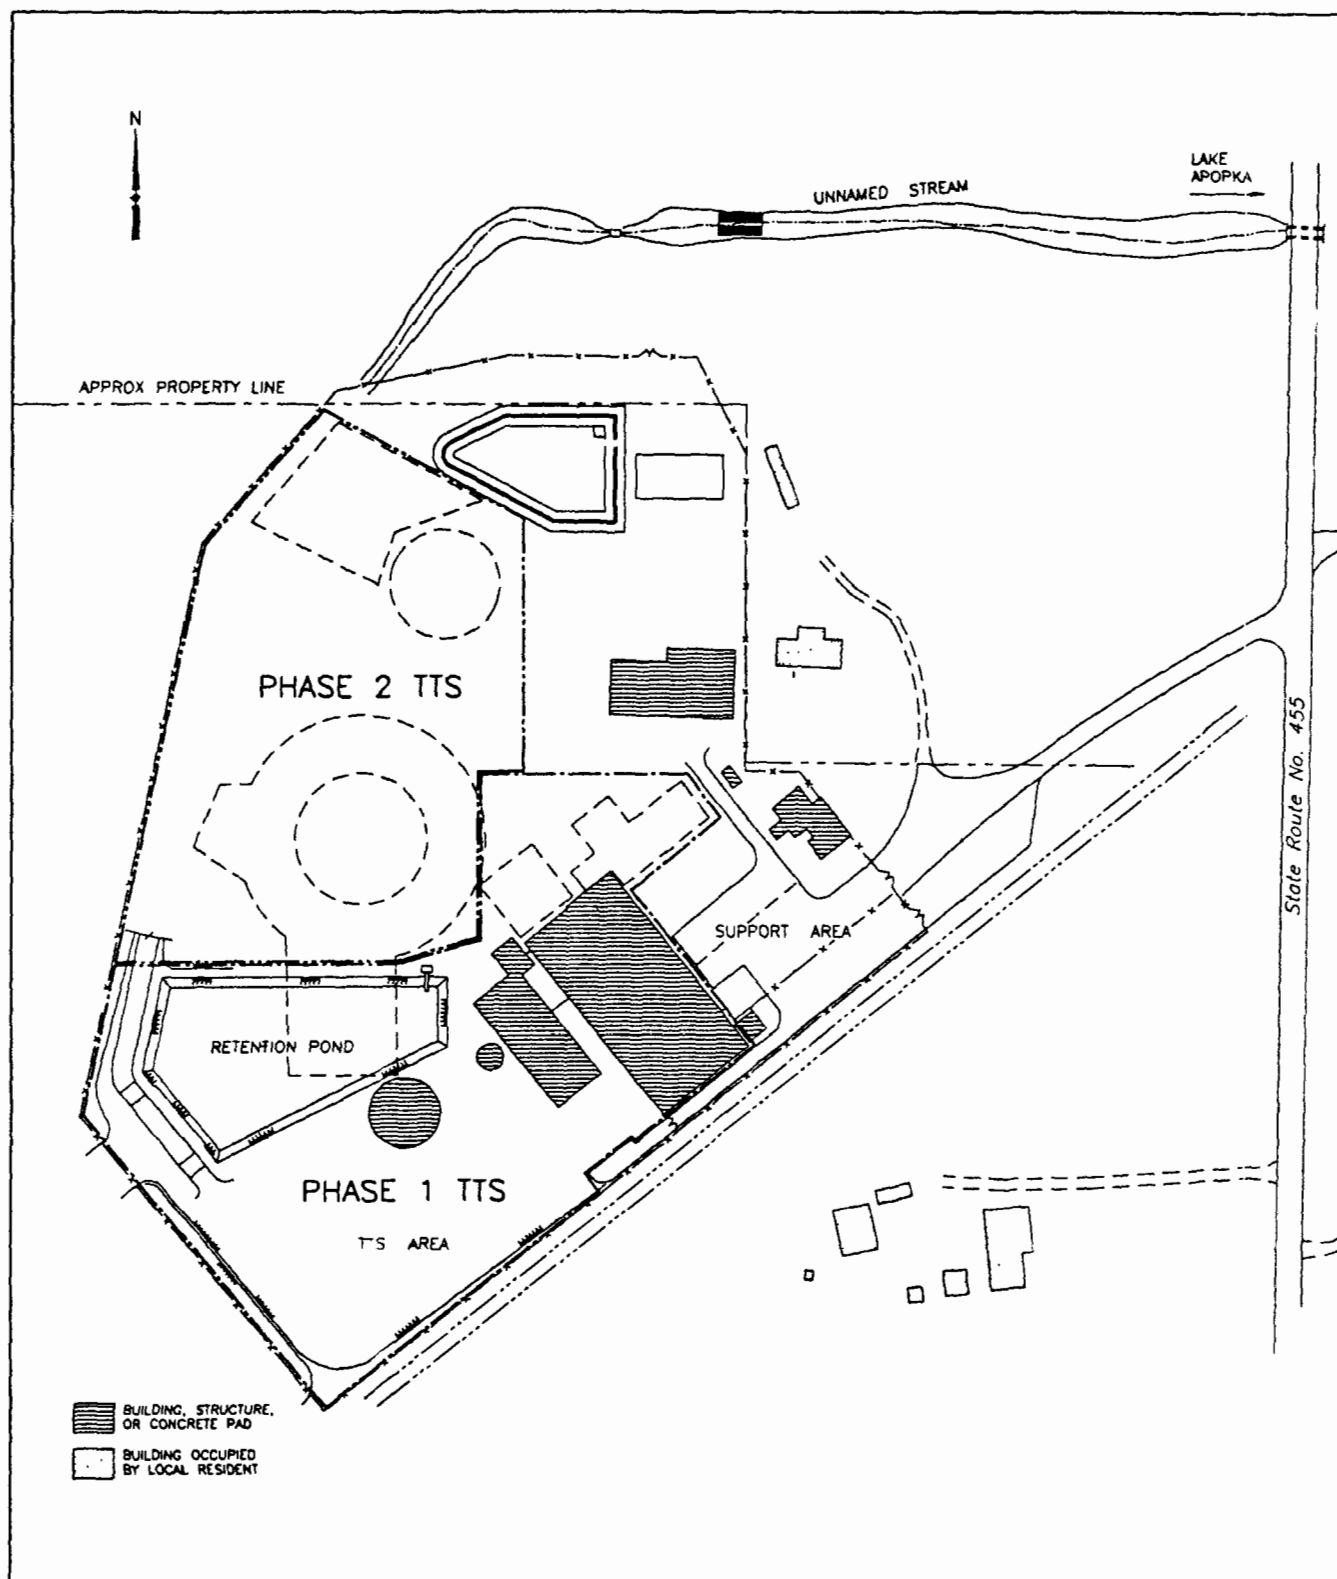 N
LAKE
APOPKA
UNNAMED STREAM
APPROX PROPERTY LINE
PHASE 2 TTS
State Route No. 455
SUPPORT AREA
RETENTION POND
PHASE 1 TTS
TTS AREA
BUILDING, STRUCTURE,
OR CONCRETE PAD
BUILDING OCCUPIED
BY LOCAL RESIDENT